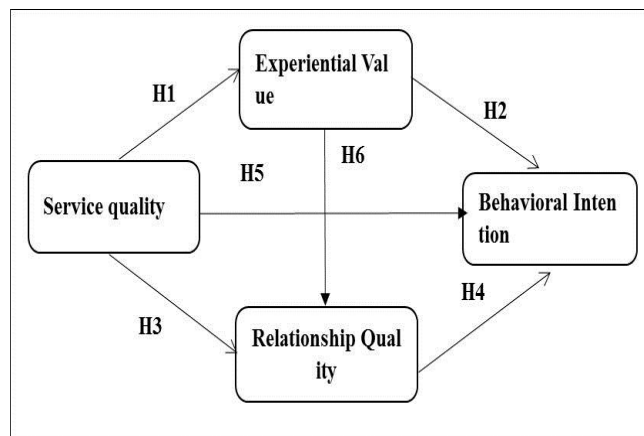 Experiential Val
ue
H1
H2
H6
H5
Service quality
Behavioral Inten
tion
H4
H3
Relationship Qual
ity